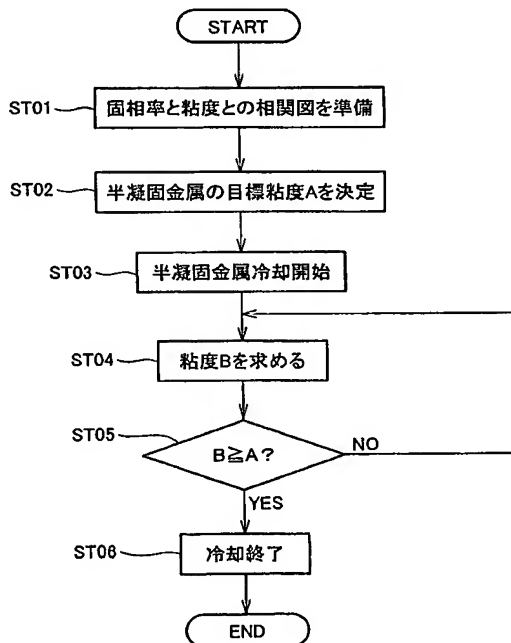 START
ST01
固相率と粘度との相関図を準備
ST02
半凝固金属の目標粘度Aを決定
ST03
半凝固金属冷却開始
ST04
粘度Bを求める
ST05
B≧A?
NO
YES
ST06
冷却終了
END